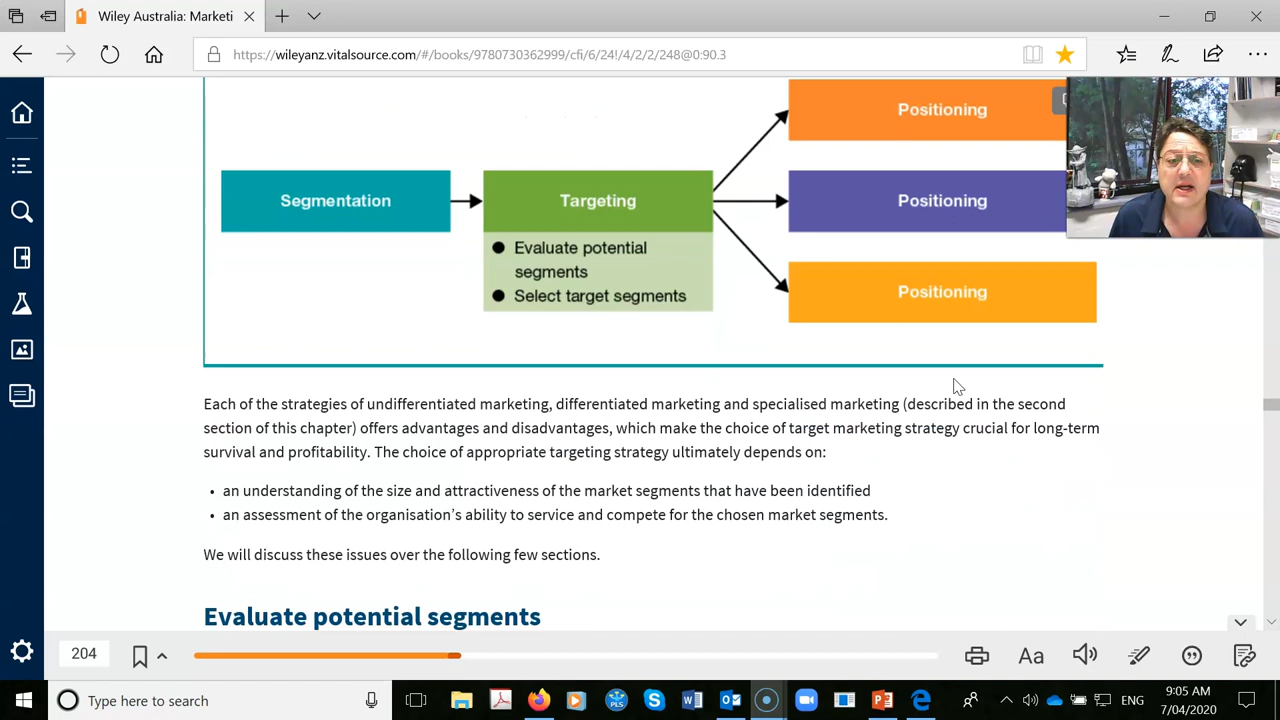 Wiley Australia: Marketi
https://wileyanz.vitalsource.com/#/books/9780730362999/cfi/6/24!/4/2/2/248@0:90.3
Positioning
Segmentation
Targeting
Positioning
Evaluate potential
segments
Select target segments
Positioning
Each of the strategies of undifferentiated marketing, differentiated marketing and specialised marketing (described in the second
section of this chapter) offers advantages and disadvantages, which make the choice of target marketing strategy crucial for long-term
survival and profitability. The choice of appropriate targeting strategy ultimately depends on:
• an understanding of the size and attractiveness of the market segments that have been identified
• an assessment of the organisation's ability to service and compete for the chosen market segments.
We will discuss these issues over the following few sections.
Evaluate potential segments
204
Aa
Type here to search
PLS
ENG
9:05 AM
7/04/2020